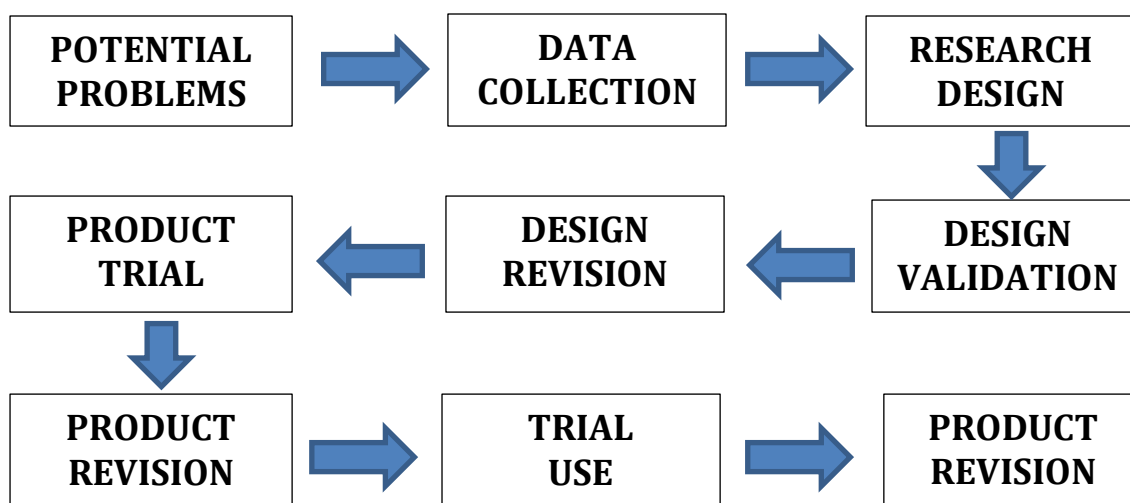 POTENTIAL
PROBLEMS
DATA
COLLECTION
RESEARCH
DESIGN
DESIGN
VALIDATION
DESIGN
REVISION
PRODUCT
TRIAL
PRODUCT
REVISION
TRIAL
USE
PRODUCT
REVISION